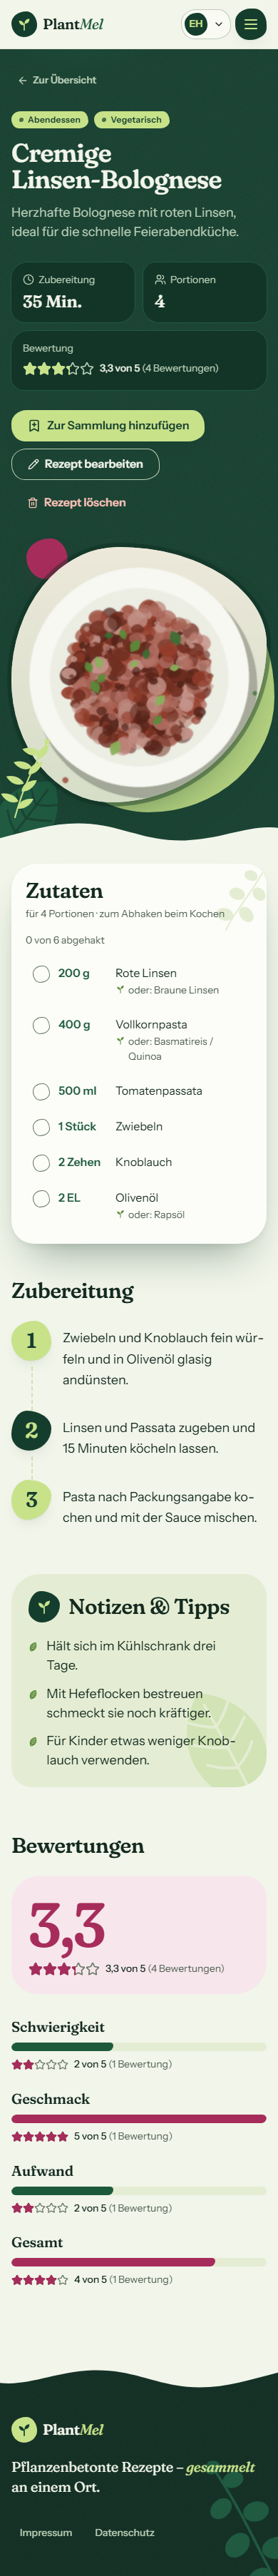 PlantMel
EH
Zur Übersicht
Abendessen Vegetarisch
Cremige
Linsen-Bolognese
Herzhafte Bolognese mit roten Linsen,
ideal für die schnelle Feierabendküche.
Zubereitung
35 Min.
Portionen
4
Bewertung
3,3 von 5 (4 Bewertungen)
Zur Sammlung hinzufügen
Rezept bearbeiten
Rezept löschen
Zutaten
für 4 Portionen · zum Abhaken beim Kochen
0 von 6 abgehakt
200 g Rote Linsen
oder: Braune Linsen
400 g Vollkornpasta
oder: Basmatireis /
Quinoa
500 ml Tomatenpassata
1 Stück Zwiebeln
2 Zehen Knoblauch
2 EL Olivenöl
oder: Rapsöl
Zubereitung
1 Zwiebeln und Knoblauch fein wür-
feln und in Olivenöl glasig
andünsten.
2 Linsen und Passata zugeben und
15 Minuten köcheln lassen.
3 Pasta nach Packungsangabe ko-
chen und mit der Sauce mischen.
Notizen & Tipps
Hält sich im Kühlschrank drei
Tage.
Mit Hefeflocken bestreuen
schmeckt sie noch kräftiger.
Für Kinder etwas weniger Knob-
lauch verwenden.
Bewertungen
3,3
3,3 von 5 (4 Bewertungen)
Schwierigkeit
2 von 5 (1 Bewertung)
Geschmack
5 von 5 (1 Bewertung)
Aufwand
2 von 5 (1 Bewertung)
Gesamt
4 von 5 (1 Bewertung)
PlantMel
Pflanzenbetonte Rezepte – gesammelt
an einem Ort.
Impressum Datenschutz